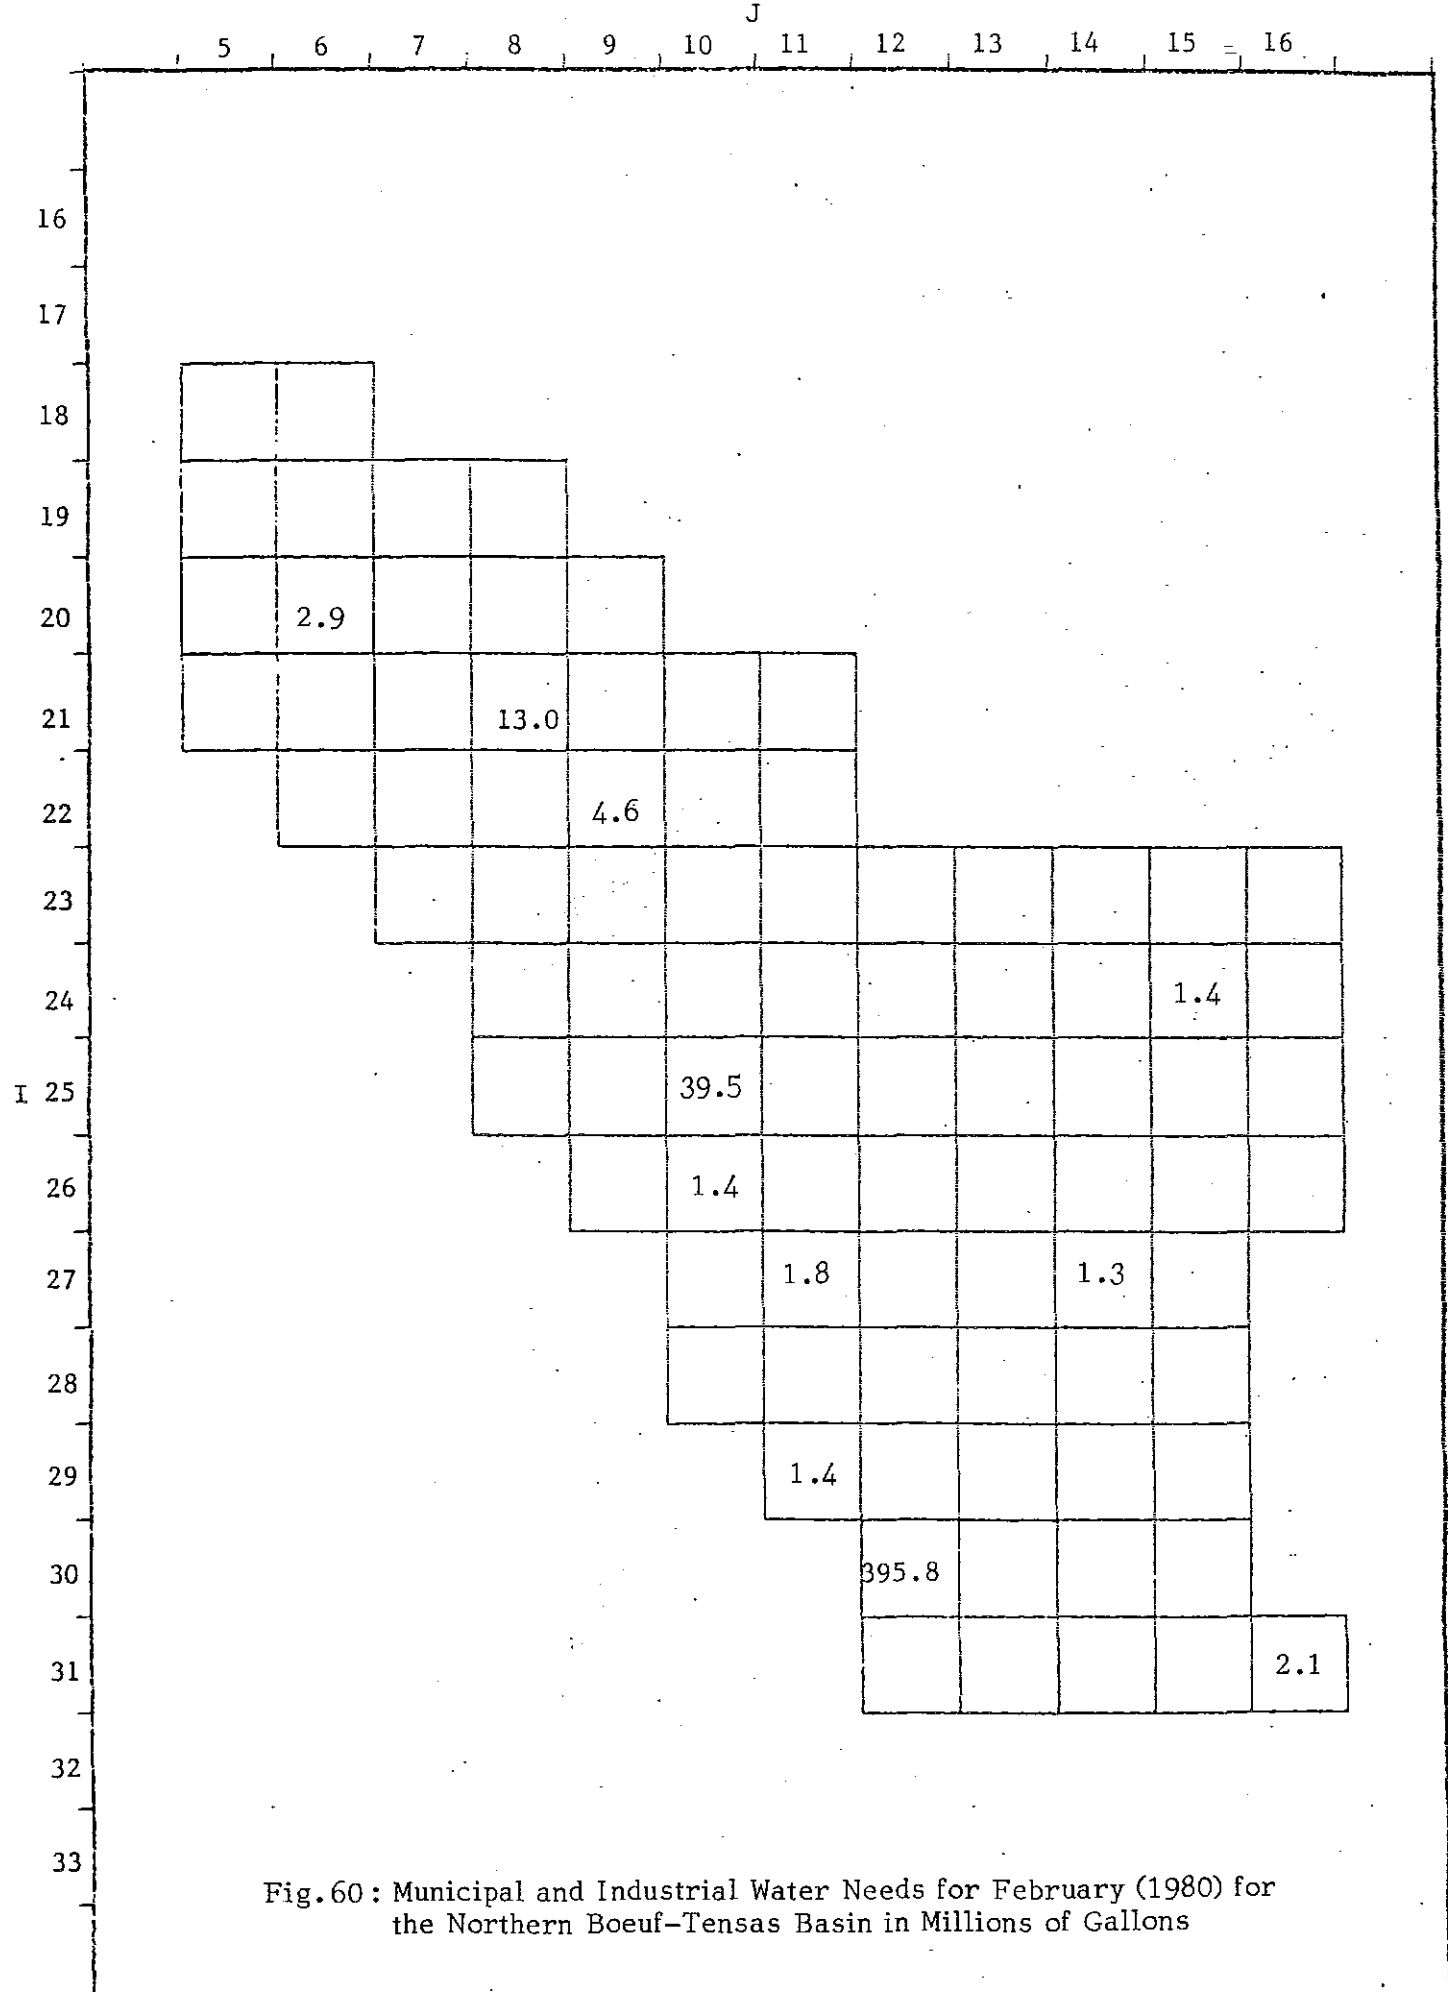 J
5 6 7 8 9 10 11 12 13 14 15 16
16
17
18
19
20 2.9
21 13.0
22 4.6
23
24 1.4
I 25 39.5
26 1.4
27 1.8 1.3
28
29 1.4
30 395.8
31 2.1
32
33
Fig.60: Municipal and Industrial Water Needs for February (1980) for
the Northern Boeuf-Tensas Basin in Millions of Gallons